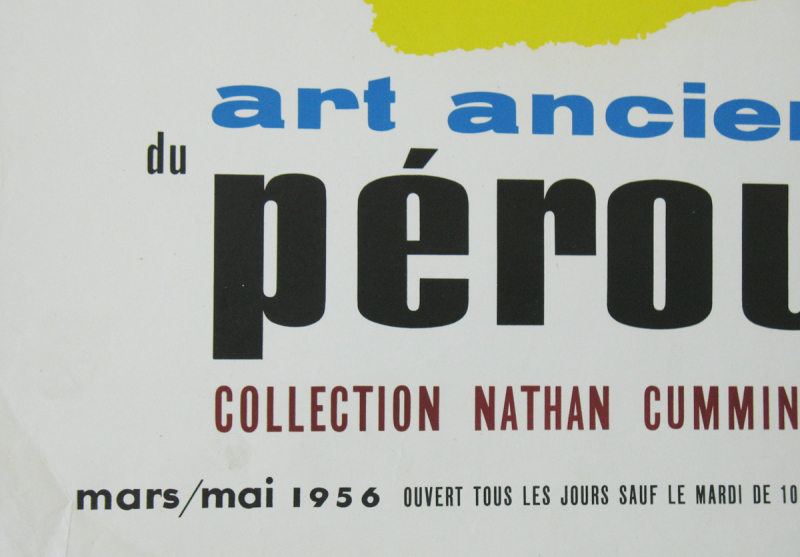 art ancie
du
pérou
COLLECTION NATHAN CUMMIN
mars/mai 1956 OUVERT TOUS LES JOURS SAUF LE MARDI DE 10